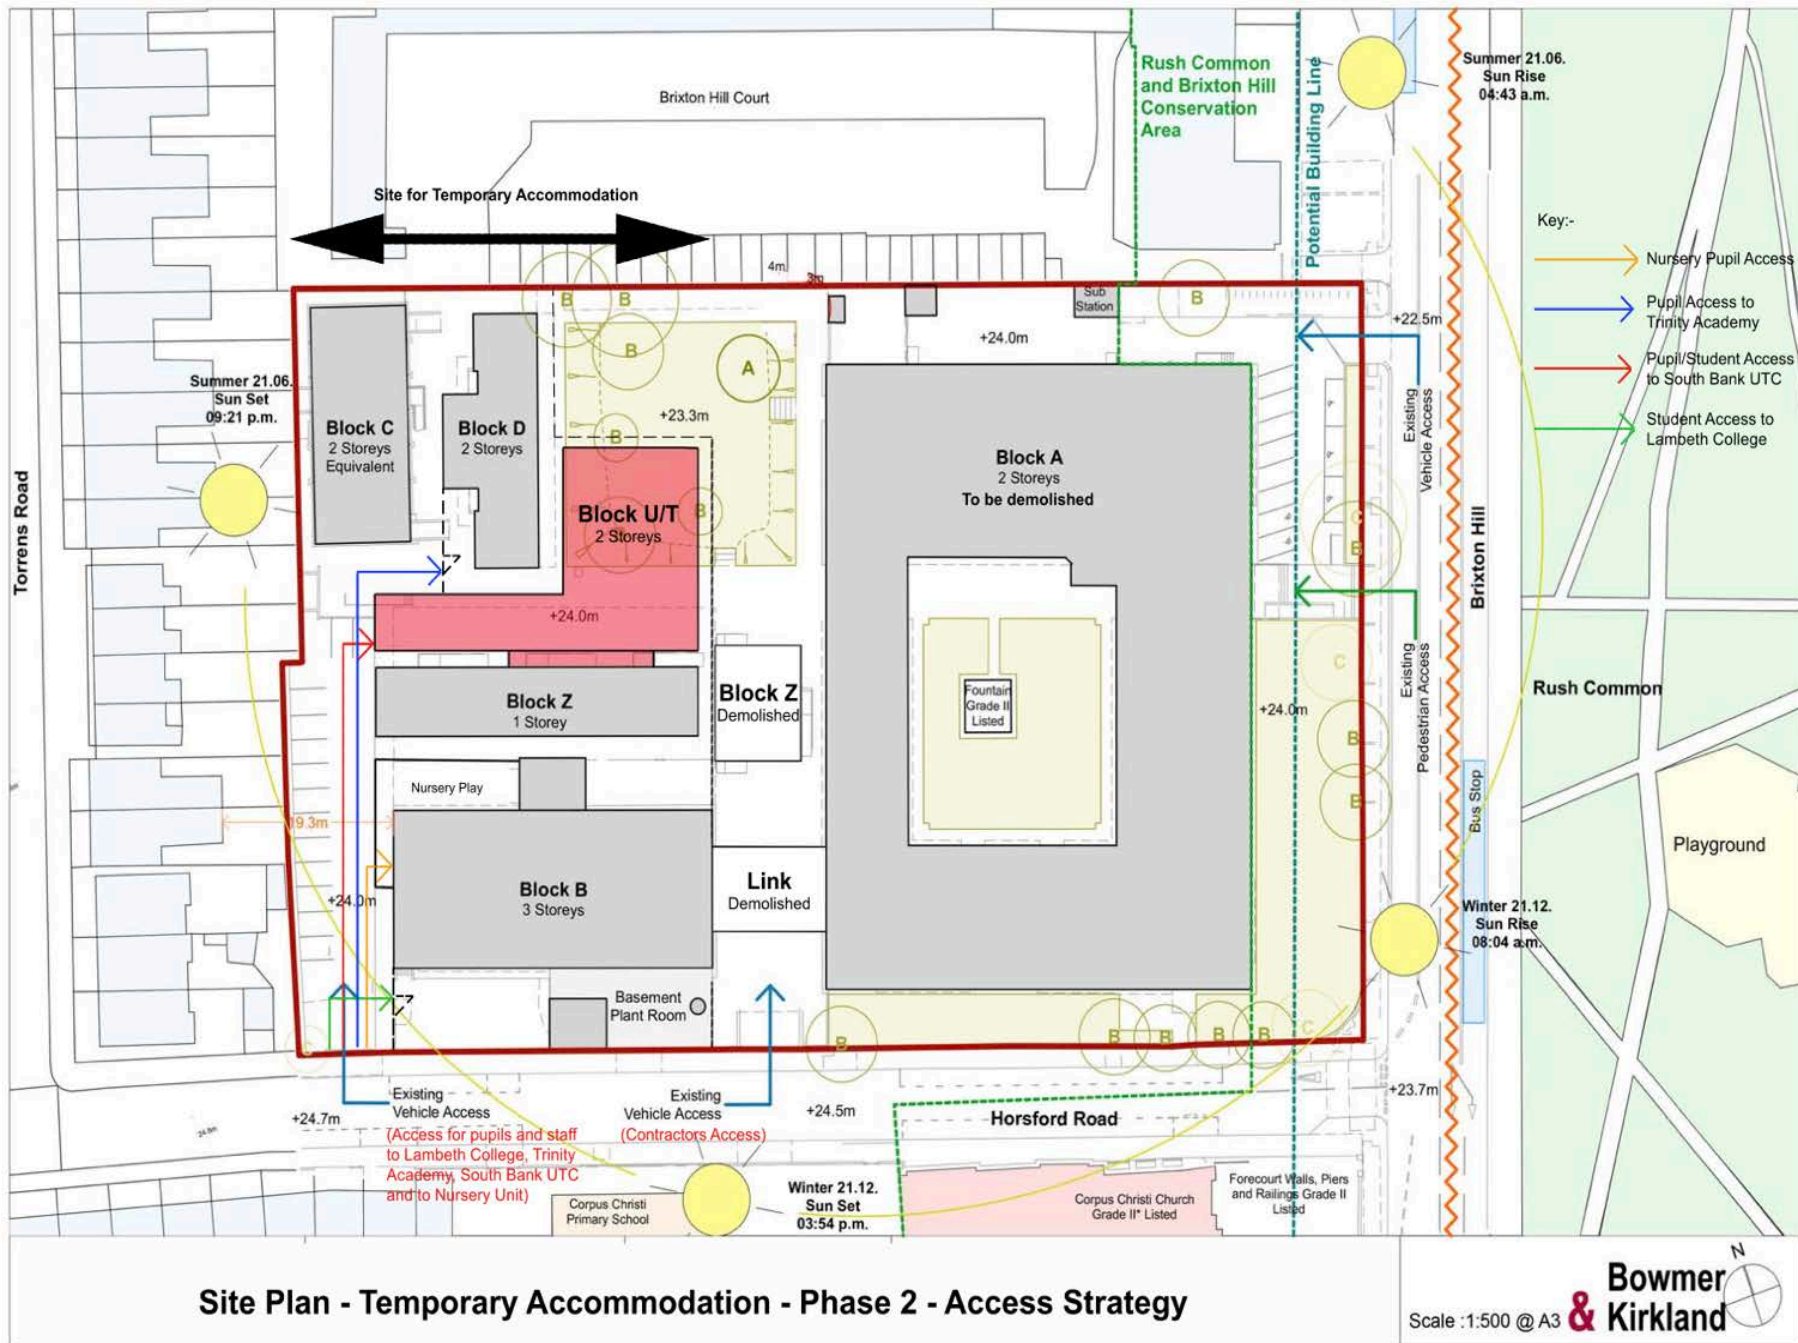 Brixton Hill Court
Rush Common
and Brixton Hill
Conservation
Area
Potential Building Line
Summer 21.06.
Sun Rise
04:43 a.m.
Site for Temporary Accommodation
Key:-
Nursery Pupil Access
Pupil Access to
Trinity Academy
Pupil/Student Access
to South Bank UTC
Student Access to
Lambeth College
4m
3m
B
B
B
Sub
Station
+24.0m
+22.5m
B
A
Summer 21.06.
Sun Set
09:21 p.m.
+23.3m
Block C
2 Storeys
Equivalent
Block D
2 Storeys
B
Block A
2 Storeys
To be demolished
Existing
Vehicle Access
Block U/T
2 Storeys
B
C
B
Torrens Road
Brixton Hill
+24.0m
Block Z
1 Storey
Block Z
Demolished
Fountain
Grade II
Listed
C
+24.0m
Existing
Pedestrian Access
Rush Common
B
B
Bus Stop
Playground
Nursery Play
19.3m
Block B
3 Storeys
Link
Demolished
+24.0m
Winter 21.12.
Sun Rise
08:04 a.m.
Basement
Plant Room
C
B
B
B
B
B
C
Existing
Vehicle Access
(Access for pupils and staff
to Lambeth College, Trinity
Academy, South Bank UTC
and to Nursery Unit)
Existing
Vehicle Access
(Contractors Access)
+24.7m
+24.5m
+23.7m
Horsford Road
Corpus Christi
Primary School
Winter 21.12.
Sun Set
03:54 p.m.
Corpus Christi Church
Grade II* Listed
Forecourt Walls, Piers
and Railings Grade II
Listed
Site Plan - Temporary Accommodation - Phase 2 - Access Strategy
Scale :1:500 @ A3
Bowmer
& Kirkland
N